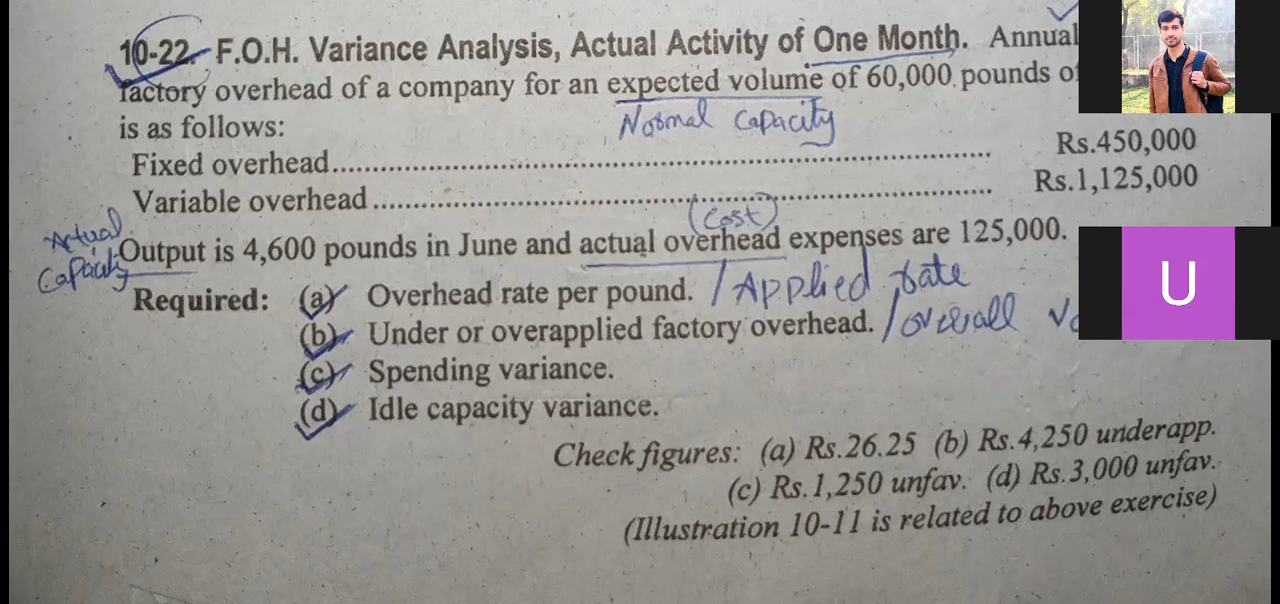 10-22. F.O.H. Variance Analysis, Actual Activity of One Month. Annual
factory overhead of a company for an expected volume of 60,000 pounds of
is as follows:
Normal Capacity
Fixed overhead........................................................ Rs.450,000
Variable overhead........................................................ Rs.1,125,000
(Cost)
Actual
Capacity
Output is 4,600 pounds in June and actual overhead expenses are 125,000.
Required: (a) Overhead rate per pound. / Applied rate
(b) Under or overapplied factory overhead. / overall
(c) Spending variance.
(d) Idle capacity variance.
Check figures: (a) Rs.26.25 (b) Rs.4,250 underapp.
(c) Rs.1,250 unfav. (d) Rs.3,000 unfav.
(Illustration 10-11 is related to above exercise)
U